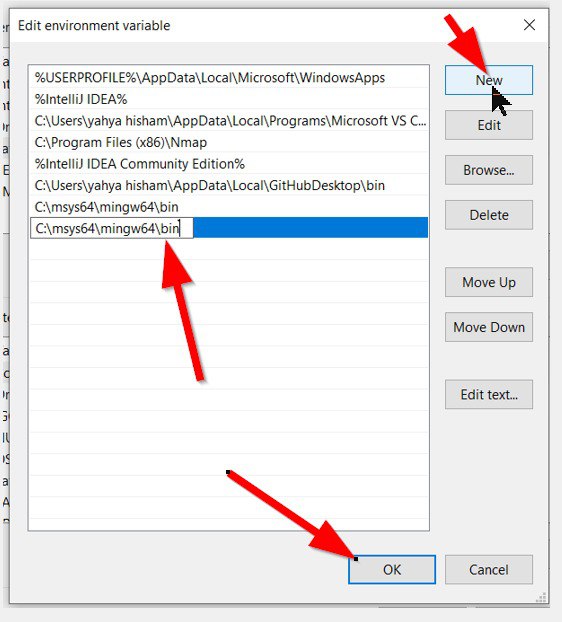 Edit environment variable
%USERPROFILE%\AppData\Local\Microsoft\WindowsApps
New
%IntelliJ IDEA%
C:\Users\yahya hisham\AppData\Local\Programs\Microsoft VS C...
Edit
C:\Program Files (x86)\Nmap
%IntelliJ IDEA Community Edition%
Browse...
C:\Users\yahya hisham\AppData\Local\GitHubDesktop\bin
C:\msys64\mingw64\bin
Delete
C:\msys64\mingw64\bin
Move Up
Move Down
Edit text...
OK
Cancel